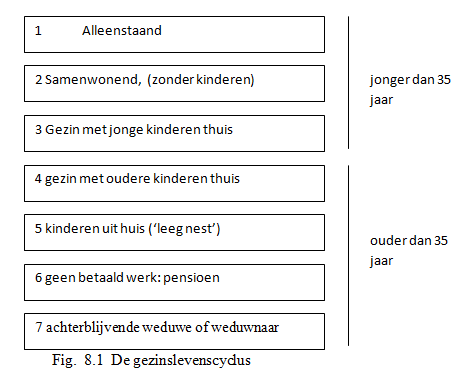 1 Alleenstaand
2 Samenwonend, (zonder kinderen)
3 Gezin met jonge kinderen thuis
jonger dan 35
jaar
4 gezin met oudere kinderen thuis
5 kinderen uit huis (‘leeg nest’)
6 geen betaald werk: pensioen
7 achterblijvende weduwe of weduwnaar
ouder dan 35
jaar
Fig. 8.1 De gezinslevenscyclus